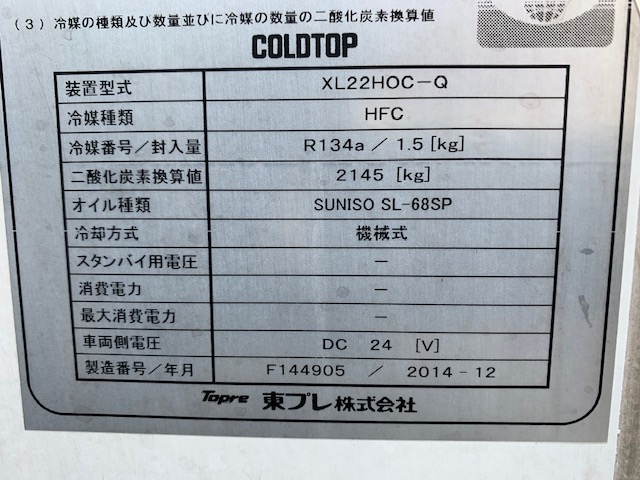 (3) 冷媒の種類及び数量並びに冷媒の数量の二酸化炭素換算値
COLDTOP
装置型式 XL22HOC-Q
冷媒種類 HFC
冷媒番号/封入量 R134a / 1.5 [kg]
二酸化炭素換算値 2145 [kg]
オイル種類 SUNISO SL-68SP
冷却方式 機械式
スタンバイ用電圧 −
消費電力 −
最大消費電力 −
車両側電圧 DC 24 [V]
製造番号/年月 F144905 / 2014-12
Topre 東プレ株式会社